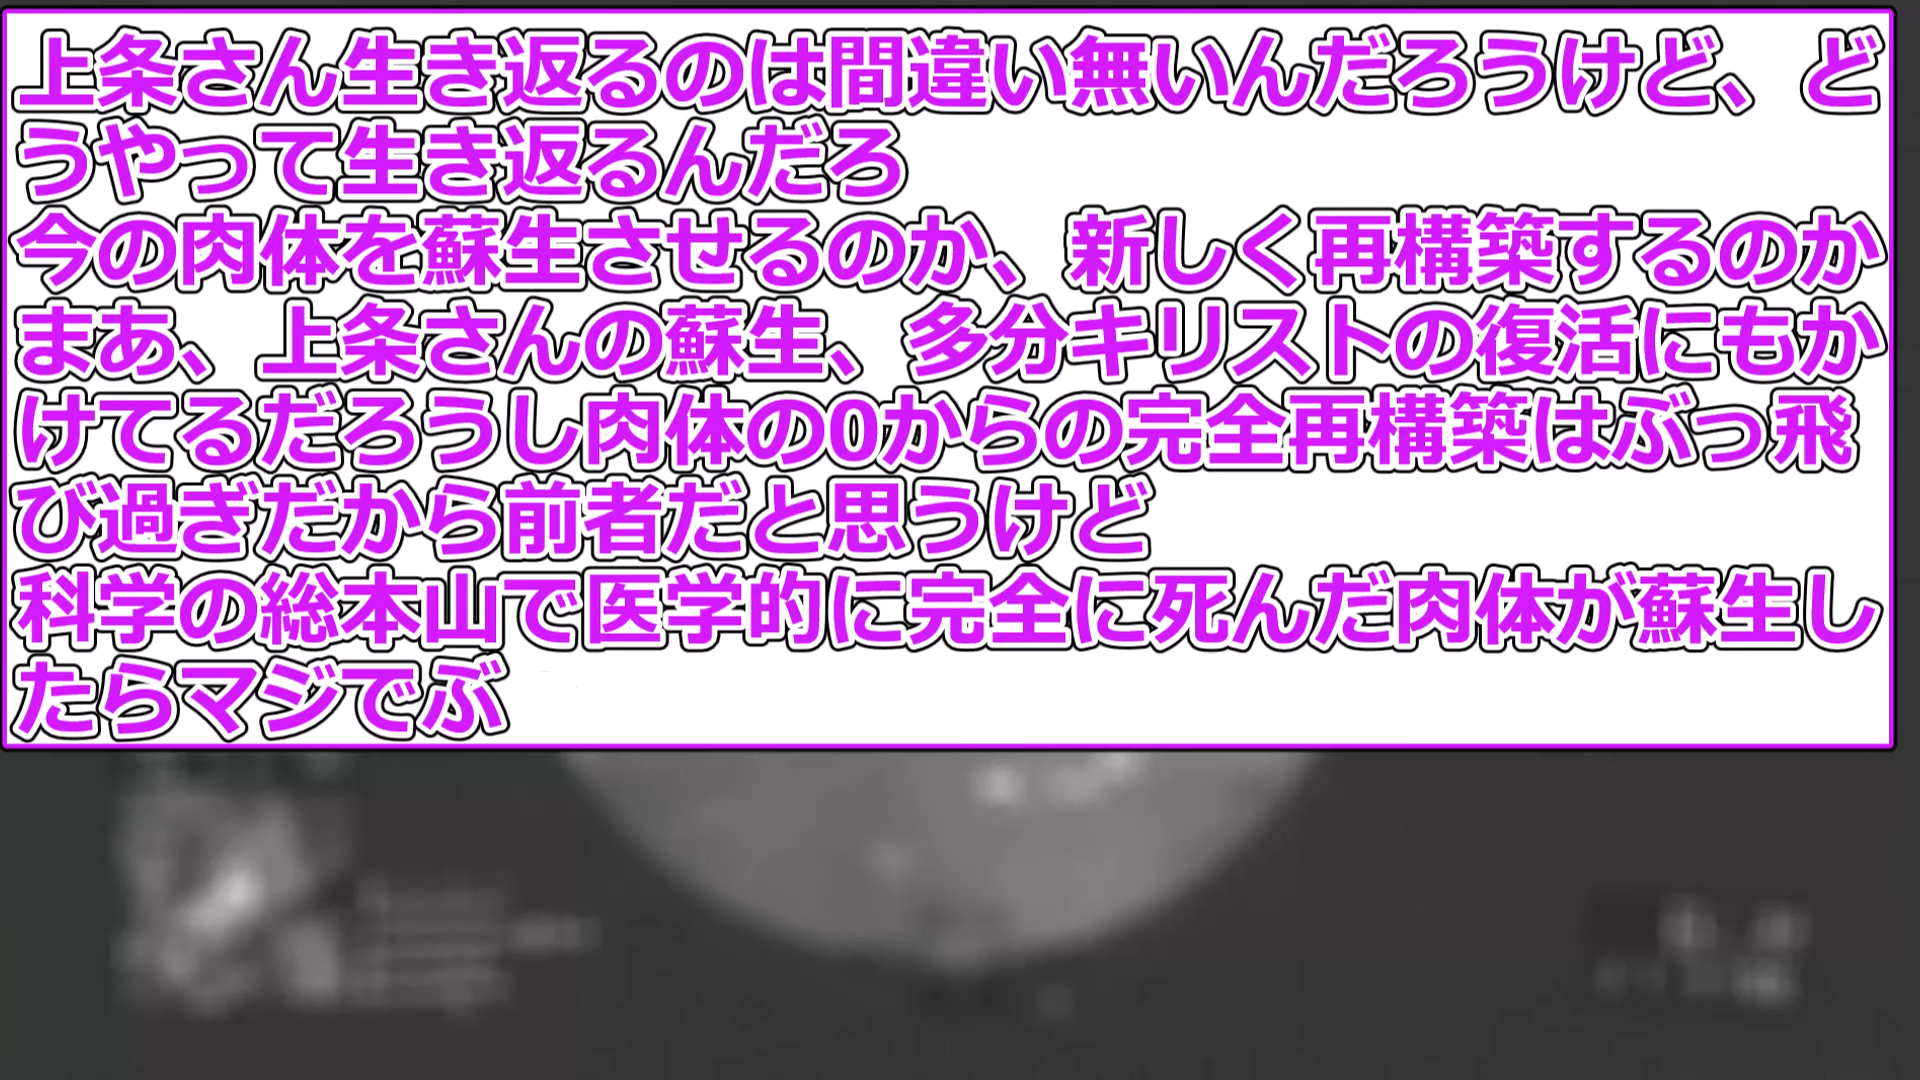 上条さん生き返るのは間違い無いんだろうけど、ど
うやって生き返るんだろ
今の肉体を蘇生させるのか、新しく再構築するのか
まあ、上条さんの蘇生、多分キリストの復活にもか
けてるだろうし肉体の0からの完全再構築はぶっ飛
び過ぎだから前者だと思うけど
科学の総本山で医学的に完全に死んだ肉体が蘇生し
たらマジでぶ